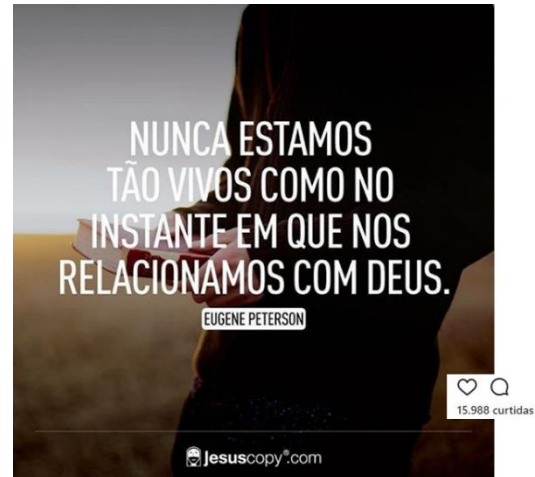 NUNCA ESTAMOS
TÃO VIVOS COMO NO
INSTANTE EM QUE NOS
RELACIONAMOS COM DEUS.
EUGENE PETERSON
15.988 curtidas
Jesuscopy®.com